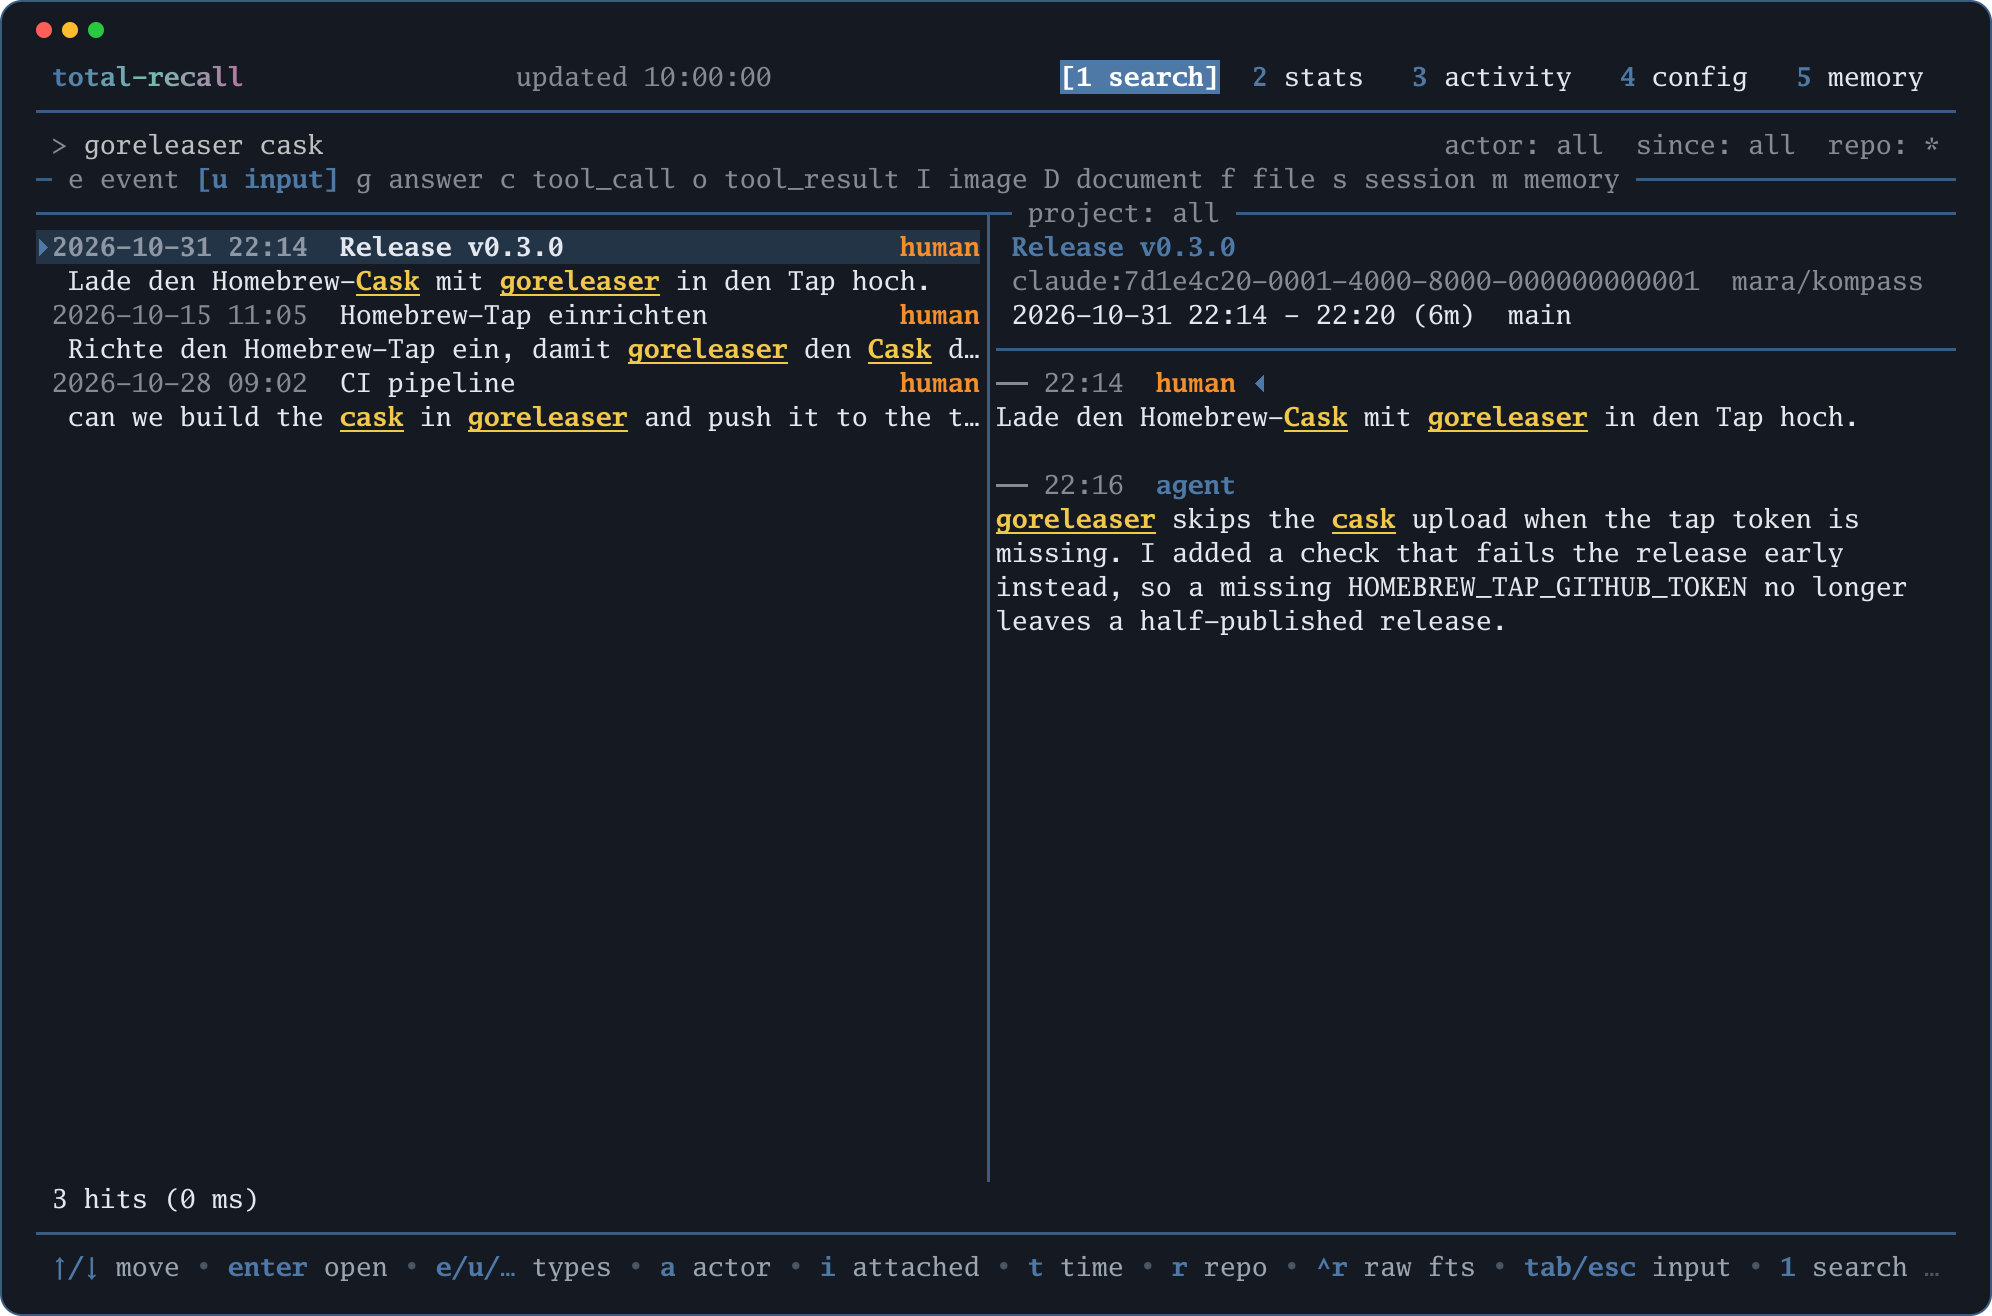 total-recall updated 10:00:00 [1 search] 2 stats 3 activity 4 config 5 memory
> goreleaser cask actor: all since: all repo: *
e event [u input] g answer c tool_call o tool_result I image D document f file s session m memory
project: all
2026-10-31 22:14 Release v0.3.0 human
Lade den Homebrew-Cask mit goreleaser in den Tap hoch.
2026-10-15 11:05 Homebrew-Tap einrichten human
Richte den Homebrew-Tap ein, damit goreleaser den Cask d…
2026-10-28 09:02 CI pipeline human
can we build the cask in goreleaser and push it to the t…
Release v0.3.0
claude:7d1e4c20-0001-4000-8000-000000000001 mara/kompass
2026-10-31 22:14 – 22:20 (6m) main
── 22:14 human
Lade den Homebrew-Cask mit goreleaser in den Tap hoch.
── 22:16 agent
goreleaser skips the cask upload when the tap token is
missing. I added a check that fails the release early
instead, so a missing HOMEBREW_TAP_GITHUB_TOKEN no longer
leaves a half-published release.
3 hits (0 ms)
↑/↓ move • enter open • e/u/… types • a actor • i attached • t time • r repo • ^r raw fts • tab/esc input • 1 search …